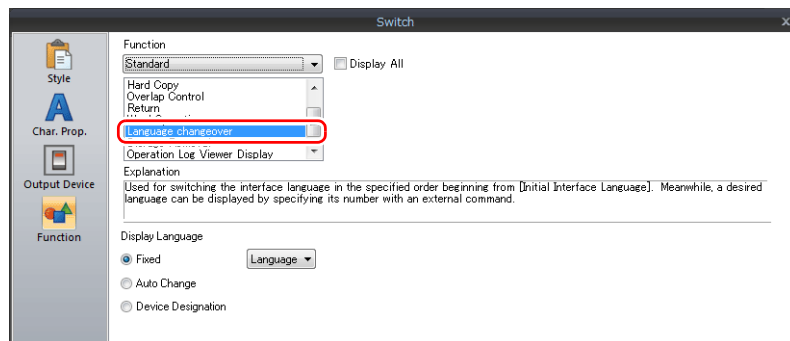 Switch
x
Style
Char. Prop.
Output Device
Function
Function
Standard
Display All
Hard Copy
Overlap Control
Return
Language changeover
Operation Log Viewer Display
Explanation
Used for switching the interface language in the specified order beginning from [Initial Interface Language]. Meanwhile, a desired
language can be displayed by specifying its number with an external command.
Display Language
Fixed
Language
Auto Change
Device Designation